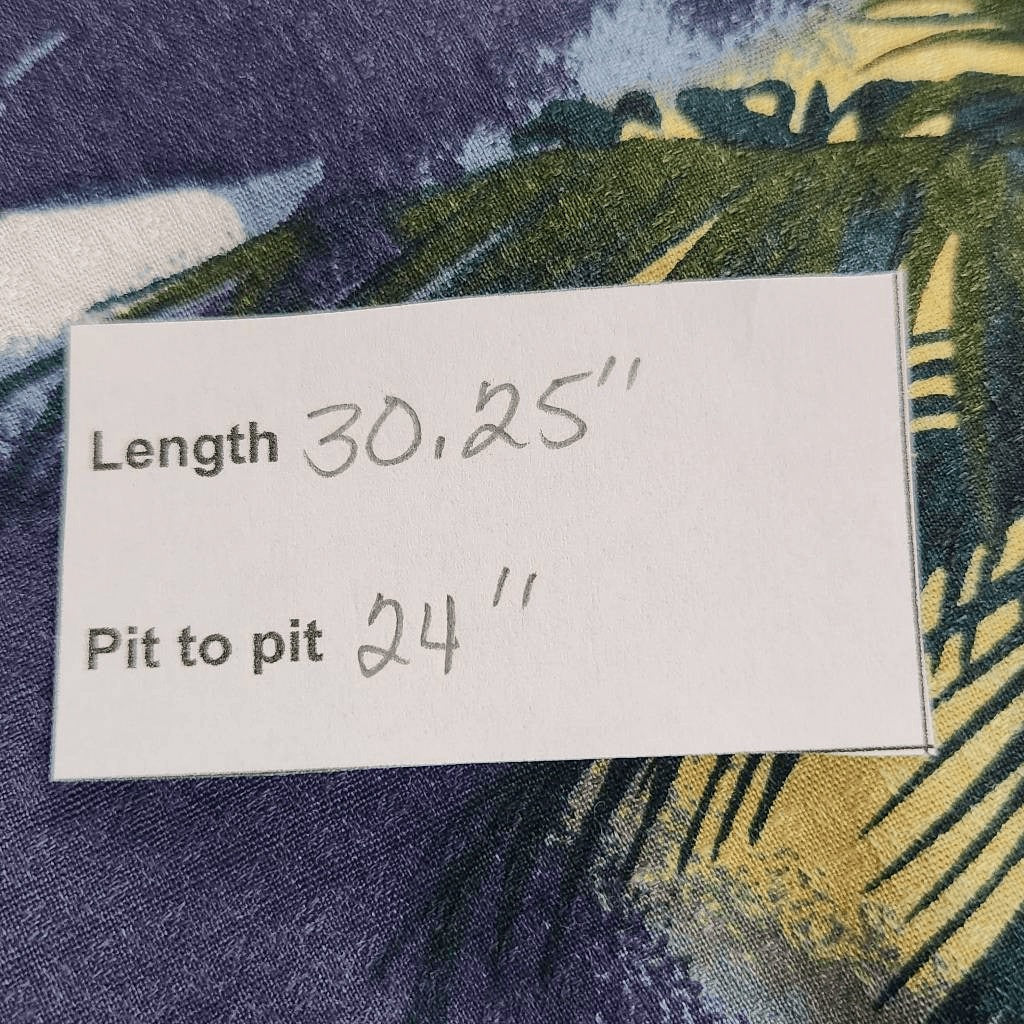 Length 30.25"
Pit to pit 24"